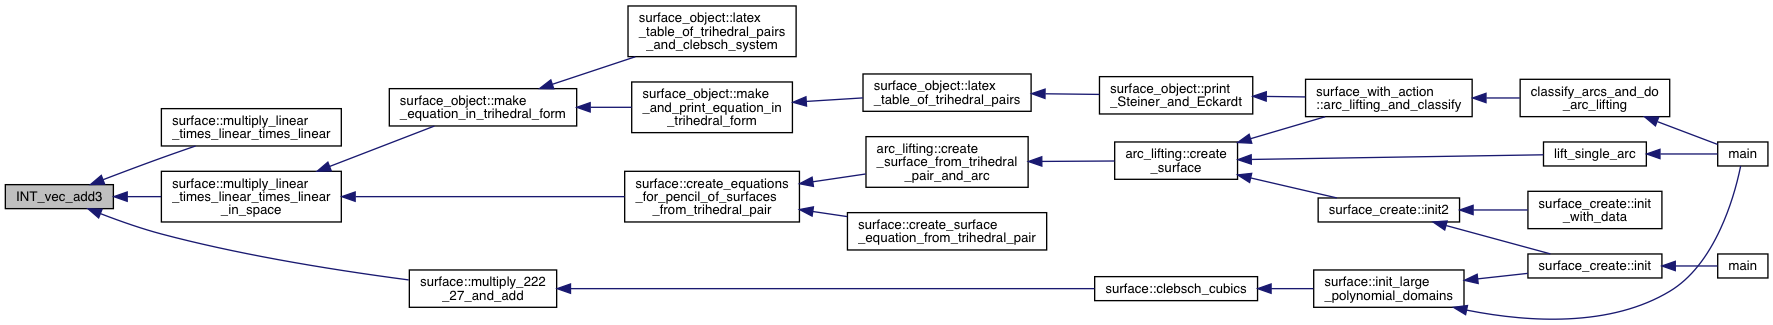 INT_vec_add3
surface::multiply_linear
_times_linear_times_linear
surface::multiply_linear
_times_linear_times_linear
_in_space
surface_object::make
_equation_in_trihedral_form
surface_object::latex
_table_of_trihedral_pairs
_and_clebsch_system
surface_object::make
_and_print_equation_in
_trihedral_form
surface_object::latex
_table_of_trihedral_pairs
surface_object::print
_Steiner_and_Eckardt
surface_with_action
::arc_lifting_and_classify
classify_arcs_and_do
_arc_lifting
main
surface::create_equations
_for_pencil_of_surfaces
_from_trihedral_pair
arc_lifting::create
_surface_from_trihedral
_pair_and_arc
arc_lifting::create
_surface
lift_single_arc
surface_create::init2
surface_create::init
_with_data
surface_create::init
main
surface::create_surface
_equation_from_trihedral_pair
surface::multiply_222
_27_and_add
surface::clebsch_cubics
surface::init_large
_polynomial_domains